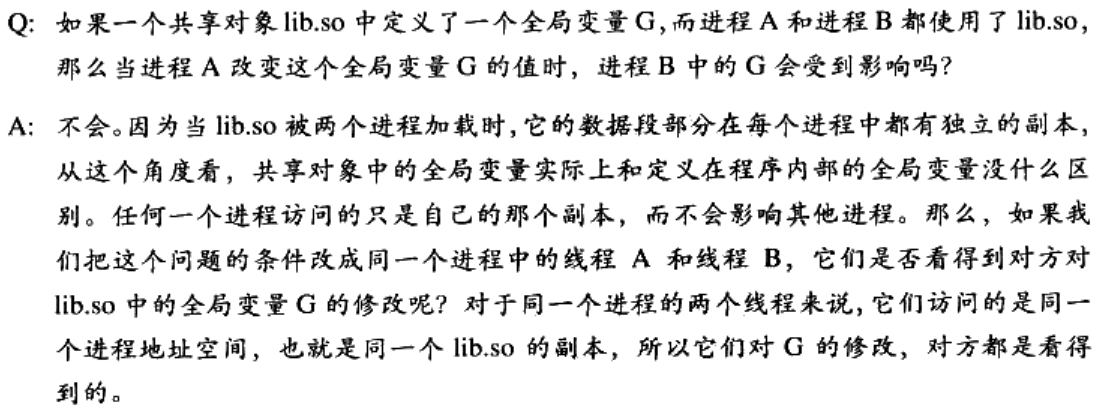 Q: 如果一个共享对象 lib.so 中定义了一个全局变量 G,而进程 A 和进程 B 都使用了 lib.so,
那么当进程 A 改变这个全局变量 G 的值时，进程 B 中的 G 会受到影响吗？
A: 不会。因为当 lib.so 被两个进程加载时,它的数据段部分在每个进程中都有独立的副本,
从这个角度看，共享对象中的全局变量实际上和定义在程序内部的全局变量没什么区
别。任何一个进程访问的只是自己的那个副本，而不会影响其他进程。那么，如果我
们把这个问题的条件改成同一个进程中的线程 A 和线程 B，它们是否看得到对方对
lib.so 中的全局变量 G 的修改呢？对于同一个进程的两个线程来说,它们访问的是同一
个进程地址空间，也就是同一个 lib.so 的副本，所以它们对 G 的修改，对方都是看得
到的。